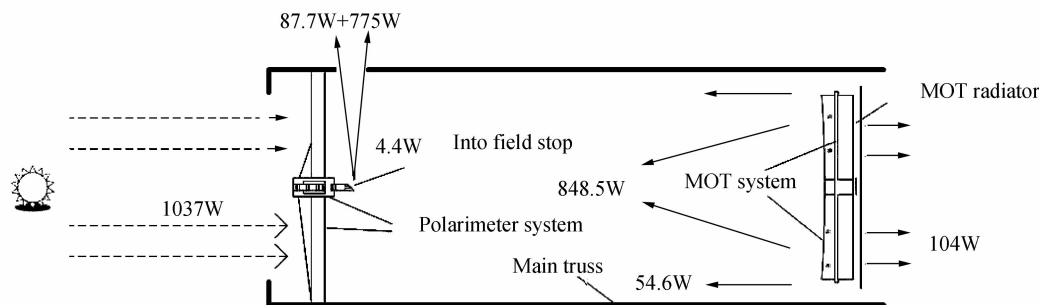 87.7W+775W
MOT radiator
4.4W
Into field stop
848.5W
MOT system
1037W
Polarimeter system
104W
Main truss
54.6W